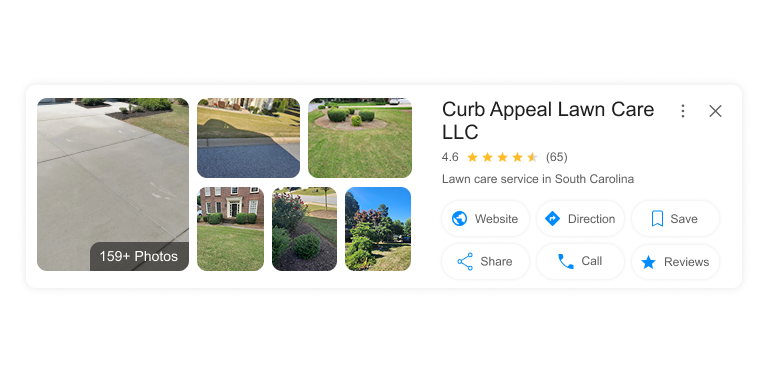 Curb Appeal Lawn Care
LLC
4.6 (65)
Lawn care service in South Carolina
Website Direction Save
Share Call Reviews
159+ Photos